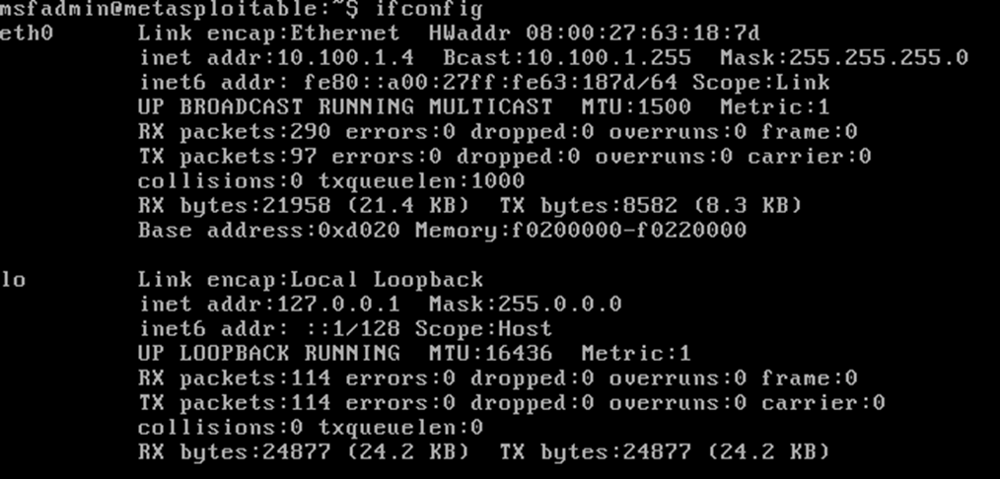 msfadmin@metasploitable:~$ ifconfig
eth0      Link encap:Ethernet  HWaddr 08:00:27:63:18:7d
          inet addr:10.100.1.4  Bcast:10.100.1.255  Mask:255.255.255.0
          inet6 addr: fe80::a00:27ff:fe63:187d/64 Scope:Link
          UP BROADCAST RUNNING MULTICAST  MTU:1500  Metric:1
          RX packets:290 errors:0 dropped:0 overruns:0 frame:0
          TX packets:97 errors:0 dropped:0 overruns:0 carrier:0
          collisions:0 txqueuelen:1000
          RX bytes:21958 (21.4 KB)  TX bytes:8582 (8.3 KB)
          Base address:0xd020 Memory:f0200000-f0220000

lo        Link encap:Local Loopback
          inet addr:127.0.0.1  Mask:255.0.0.0
          inet6 addr: ::1/128 Scope:Host
          UP LOOPBACK RUNNING  MTU:16436  Metric:1
          RX packets:114 errors:0 dropped:0 overruns:0 frame:0
          TX packets:114 errors:0 dropped:0 overruns:0 carrier:0
          collisions:0 txqueuelen:0
          RX bytes:24877 (24.2 KB)  TX bytes:24877 (24.2 KB)